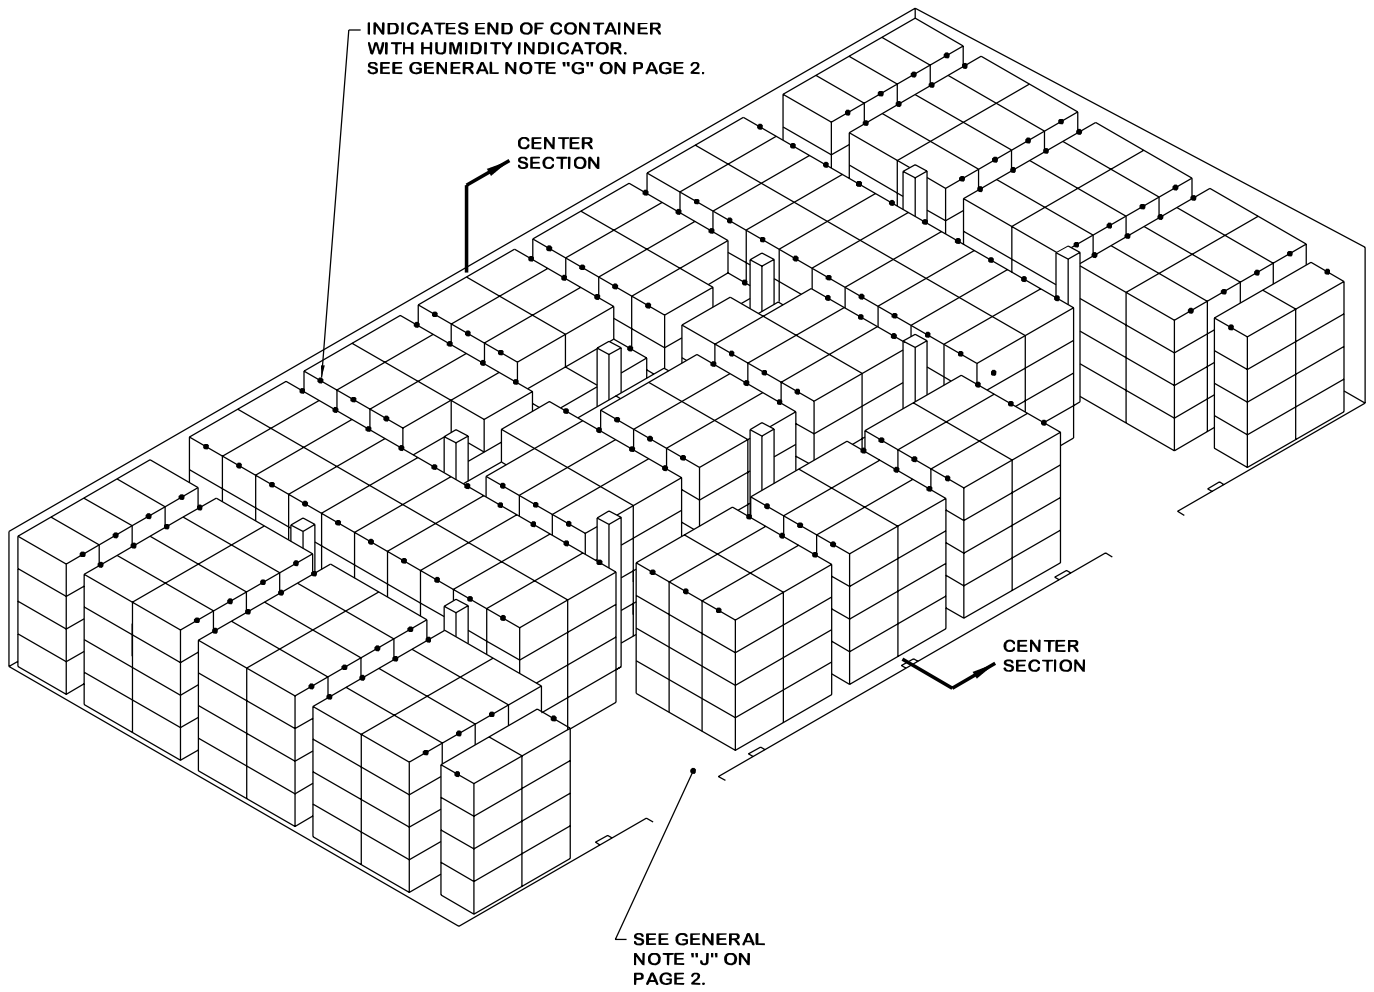 INDICATES END OF CONTAINER
WITH HUMIDITY INDICATOR.
SEE GENERAL NOTE "G" ON PAGE 2.
CENTER
SECTION
CENTER
SECTION
SEE GENERAL
NOTE "J" ON
PAGE 2.